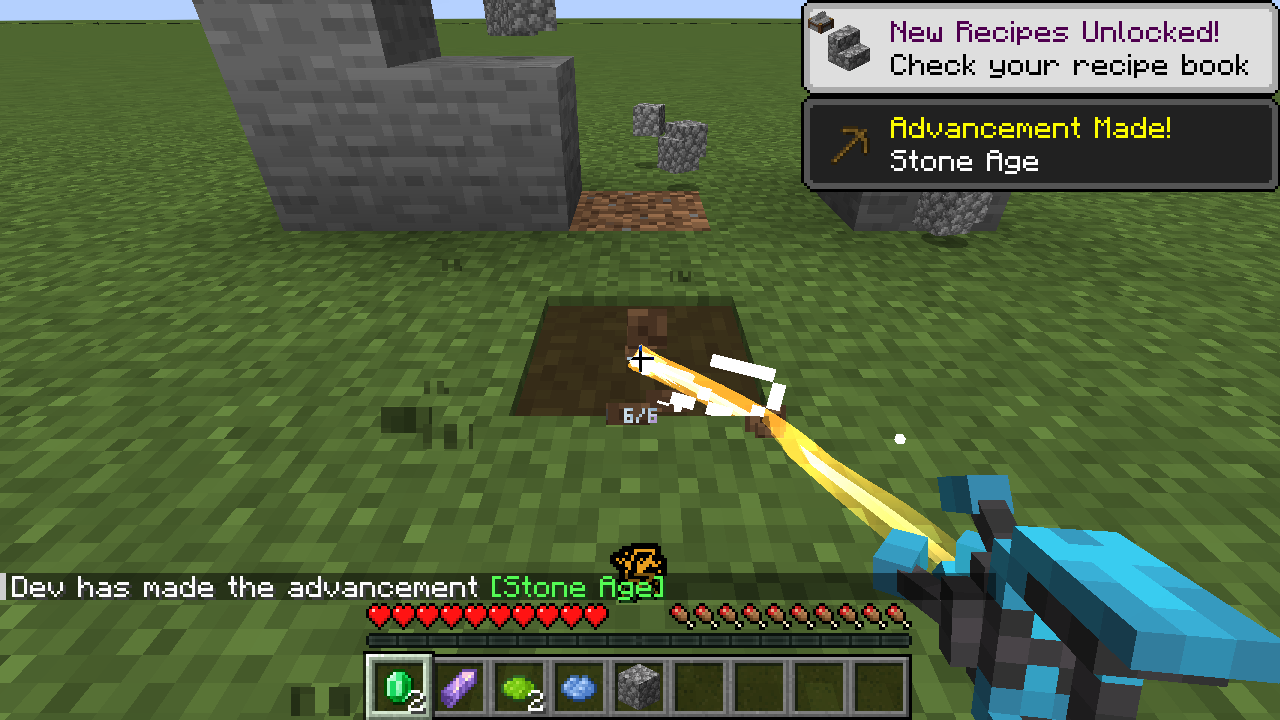 New Recipes Unlocked!
Check your recipe book
Advancement Made!
Stone Age
6/6
Dev has made the advancement [Stone Age]
2
2